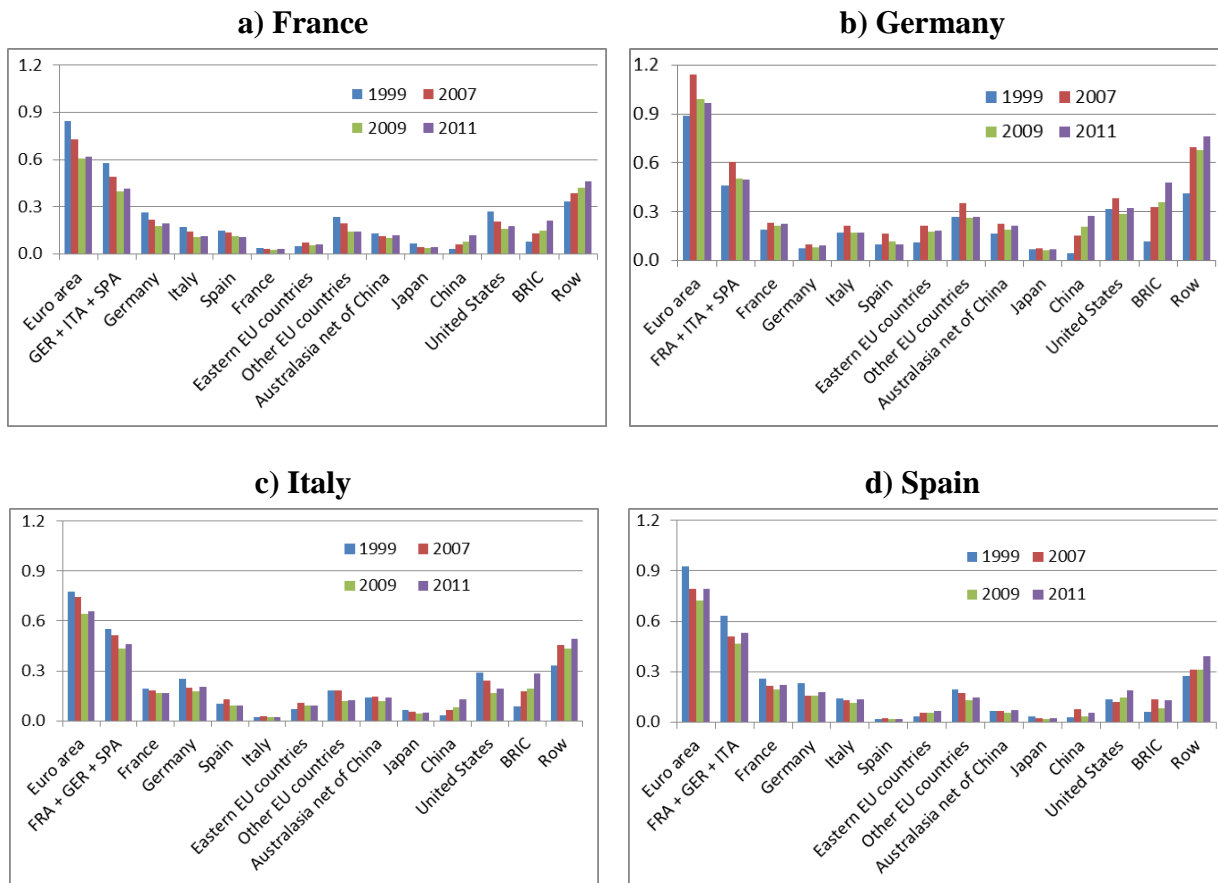 a) France
1.2
0.9
0.6
0.3
0.0
1999 2007
2009 2011
Euro area
GER + ITA + SPA
Germany
Italy
Spain
France
Eastern EU countries
Other EU countries
Australasia net of China
Japan
China
United States
BRIC
Row
b) Germany
1.2
0.9
0.6
0.3
0.0
1999 2007
2009 2011
Euro area
FRA + ITA + SPA
France
Germany
Italy
Spain
Eastern EU countries
Other EU countries
Australasia net of China
Japan
China
United States
BRIC
Row
c) Italy
1.2
0.9
0.6
0.3
0.0
1999 2007
2009 2011
Euro area
FRA + GER + SPA
France
Germany
Spain
Italy
Eastern EU countries
Other EU countries
Australasia net of China
Japan
China
United States
BRIC
Row
d) Spain
1.2
0.9
0.6
0.3
0.0
1999 2007
2009 2011
Euro area
FRA + GER + ITA
France
Germany
Italy
Spain
Eastern EU countries
Other EU countries
Australasia net of China
Japan
China
United States
BRIC
Row